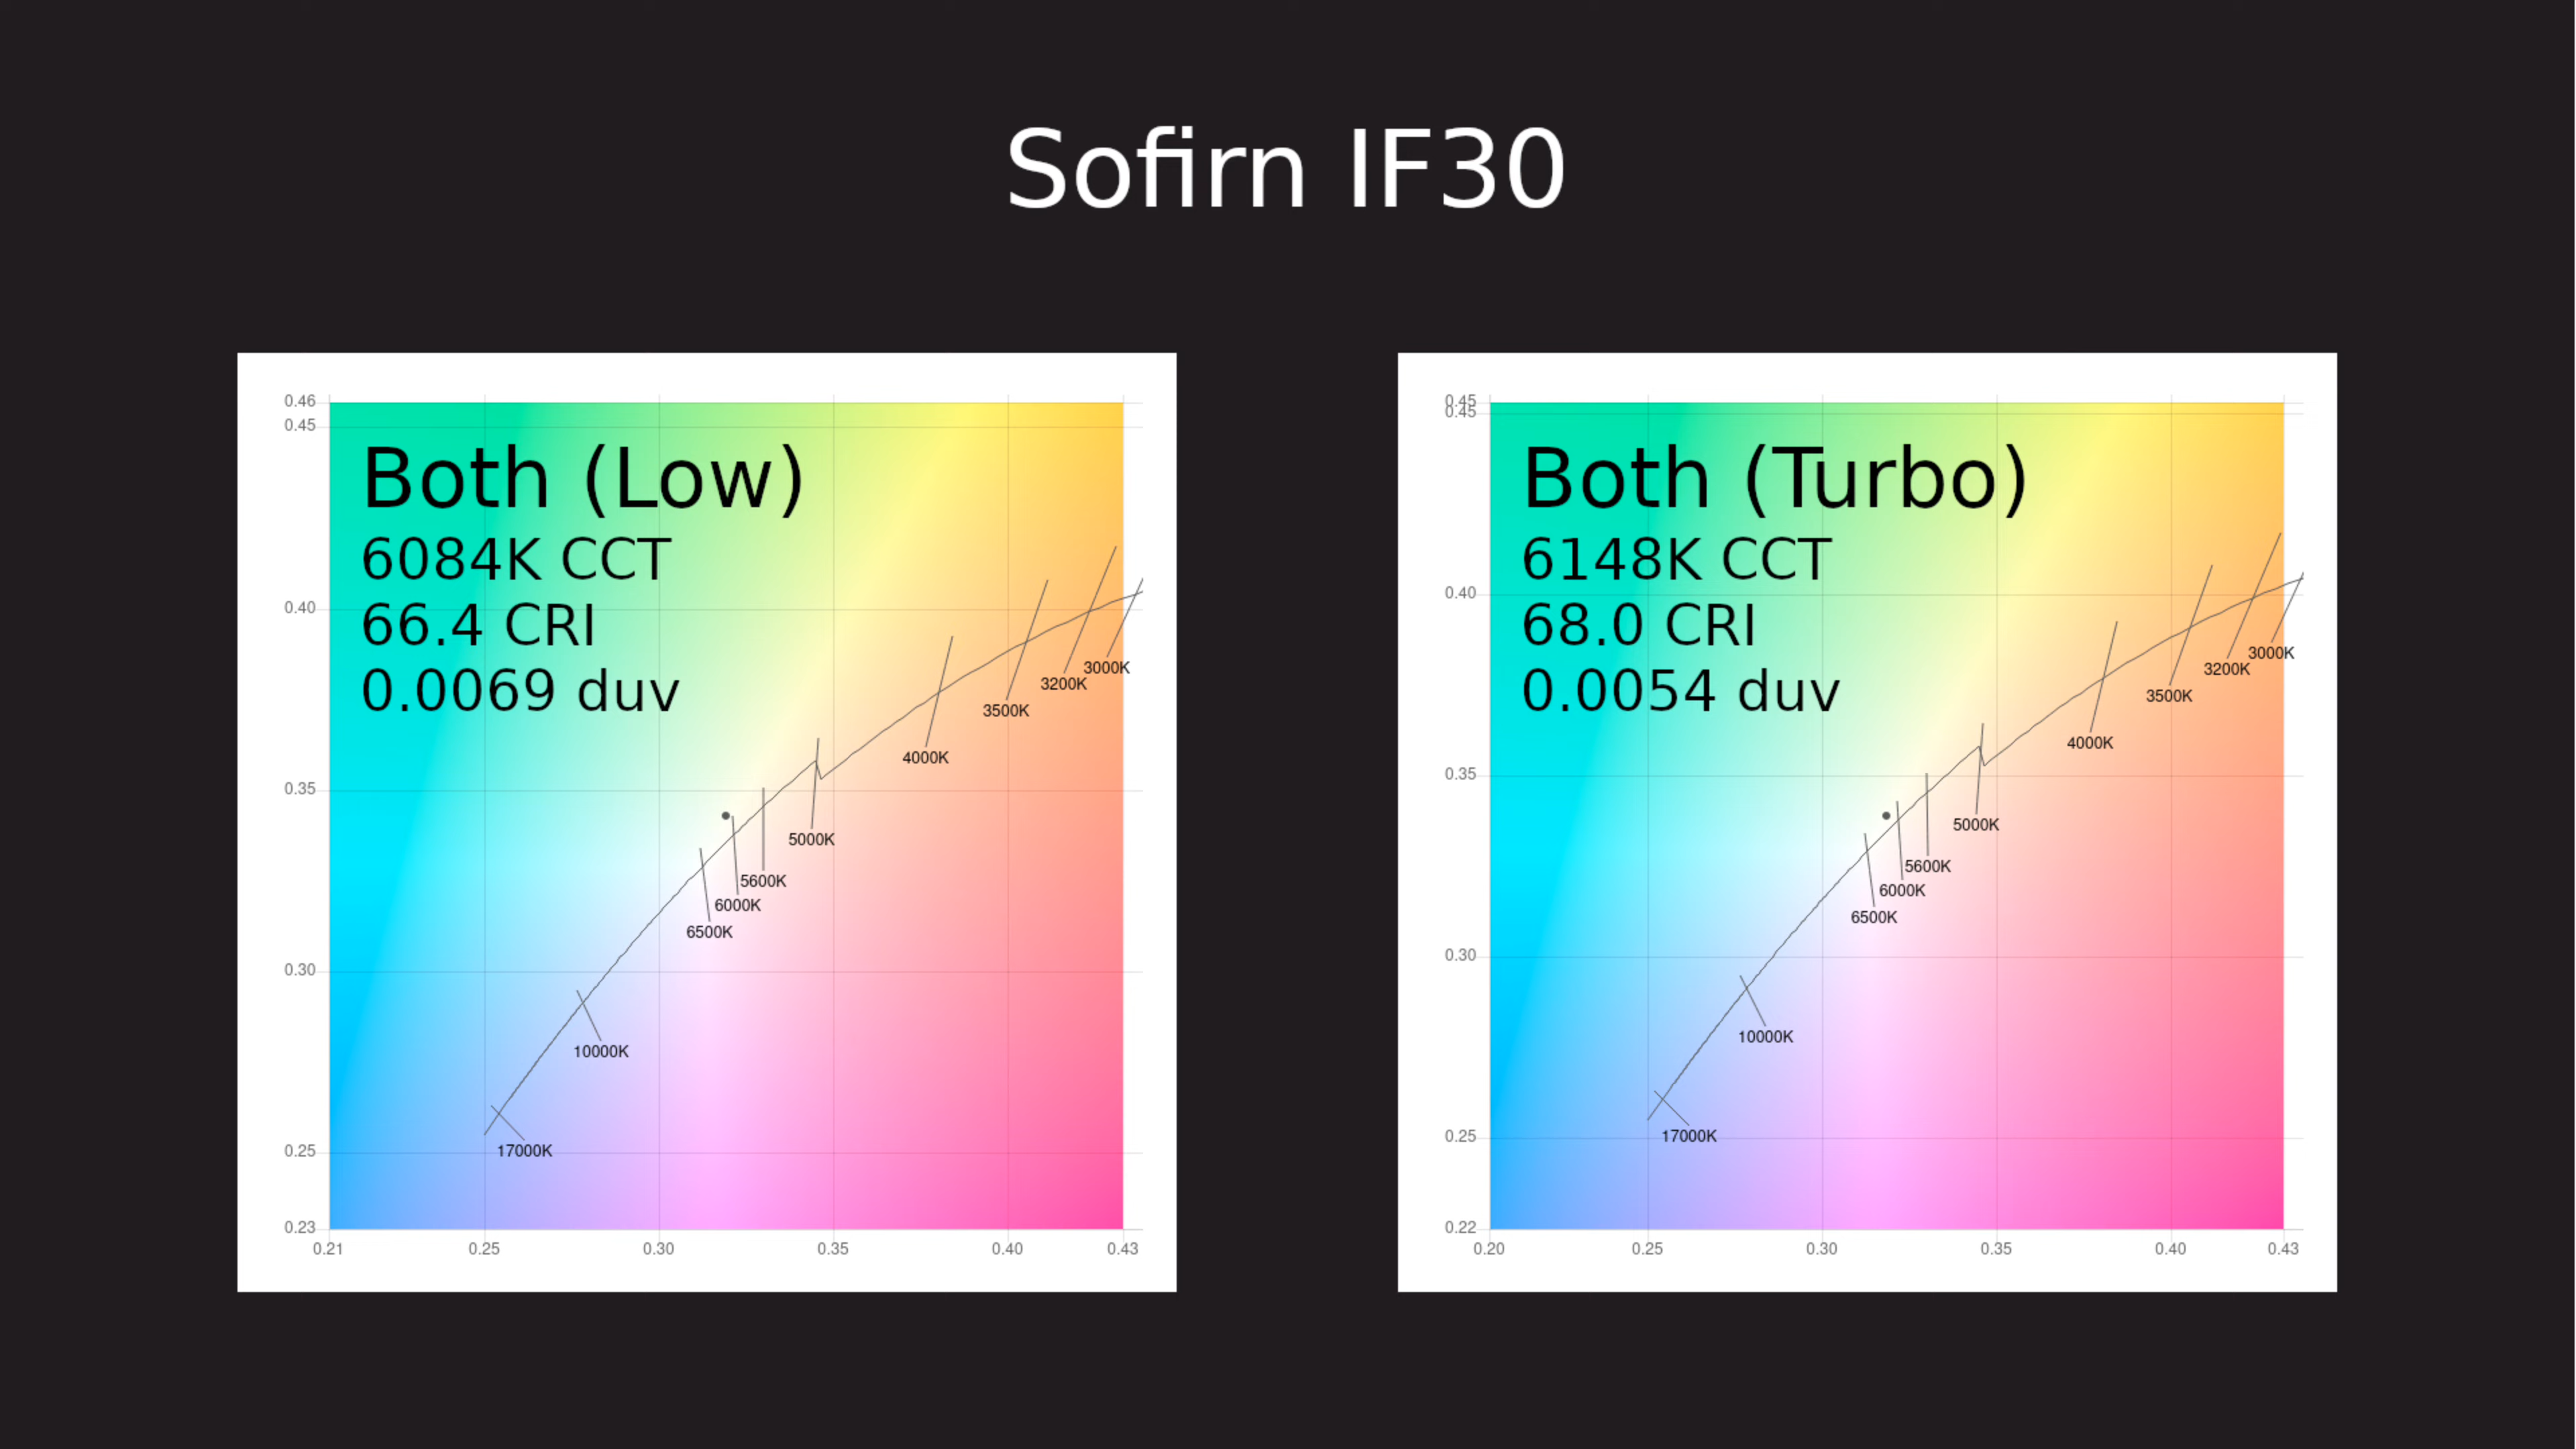 Sofirn IF30
Both (Low)
6084K CCT
66.4 CRI
0.0069 duv
0.46
0.45
0.40
0.35
0.30
0.25
0.23
0.21
0.25
0.30
0.35
0.40
0.43
3000K
3200K
3500K
4000K
5000K
5600K
6000K
6500K
10000K
17000K
Both (Turbo)
6148K CCT
68.0 CRI
0.0054 duv
0.45
0.45
0.40
0.35
0.30
0.25
0.22
0.20
0.25
0.30
0.35
0.40
0.43
3000K
3200K
3500K
4000K
5000K
5600K
6000K
6500K
10000K
17000K